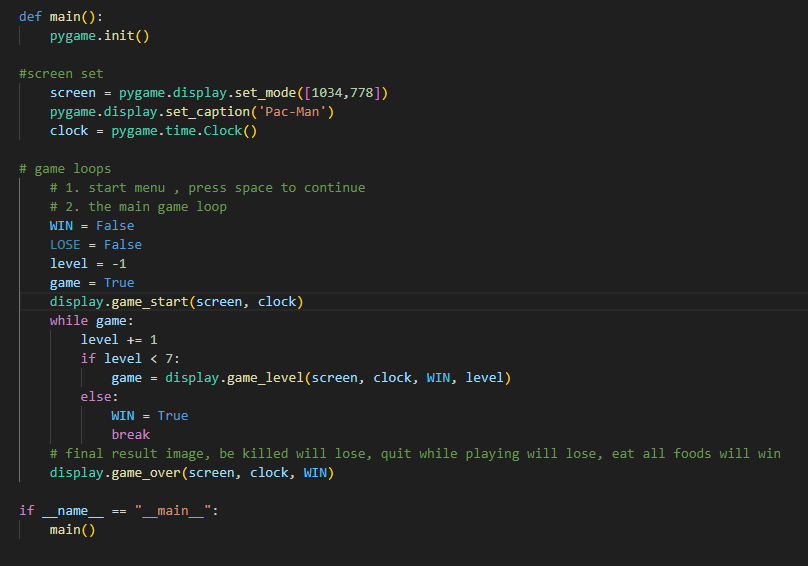 def main():
    pygame.init()

#screen set
    screen = pygame.display.set_mode([1034,778])
    pygame.display.set_caption('Pac-Man')
    clock = pygame.time.Clock()

# game loops
    # 1. start menu , press space to continue
    # 2. the main game loop
    WIN = False
    LOSE = False
    level = -1
    game = True
    display.game_start(screen, clock)
    while game:
        level += 1
        if level < 7:
            game = display.game_level(screen, clock, WIN, level)
        else:
            WIN = True
            break
    # final result image, be killed will lose, quit while playing will lose, eat all foods will win
    display.game_over(screen, clock, WIN)

if __name__ == "__main__":
    main()